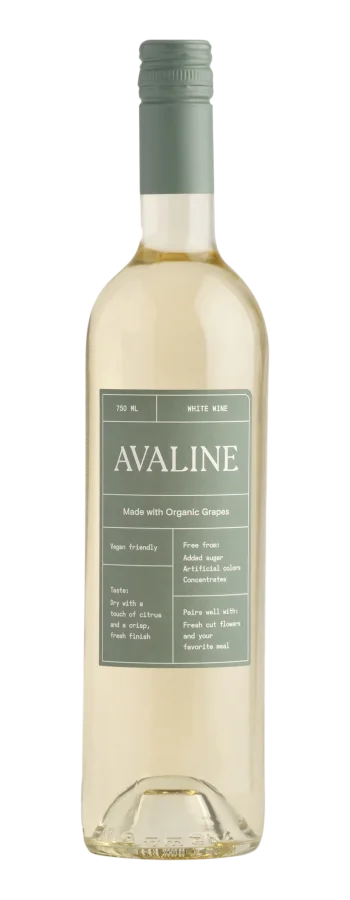 750 ML
WHITE WINE
AVALINE
Made with Organic Grapes
Vegan friendly
Taste:
Dry with a
touch of citrus
and a crisp,
fresh finish
Free from:
Added sugar
Artificial colors
Concentrates
Pairs well with:
Fresh cut flowers
and your
favorite meal